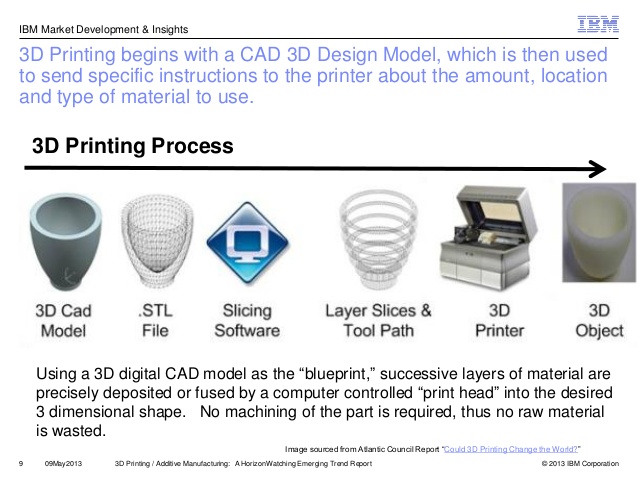 IBM Market Development & Insights
IBM
3D Printing begins with a CAD 3D Design Model, which is then used
to send specific instructions to the printer about the amount, location
and type of material to use.
3D Printing Process
3D Cad
Model
.STL
File
Slicing
Software
Layer Slices &
Tool Path
3D
Printer
3D
Object
Using a 3D digital CAD model as the “blueprint,” successive layers of material are
precisely deposited or fused by a computer controlled “print head” into the desired
3 dimensional shape. No machining of the part is required, thus no raw material
is wasted.
Image sourced from Atlantic Council Report “Could 3D Printing Change the World?”
9 09May2013 3D Printing / Additive Manufacturing: A HorizonWatching Emerging Trend Report © 2013 IBM Corporation